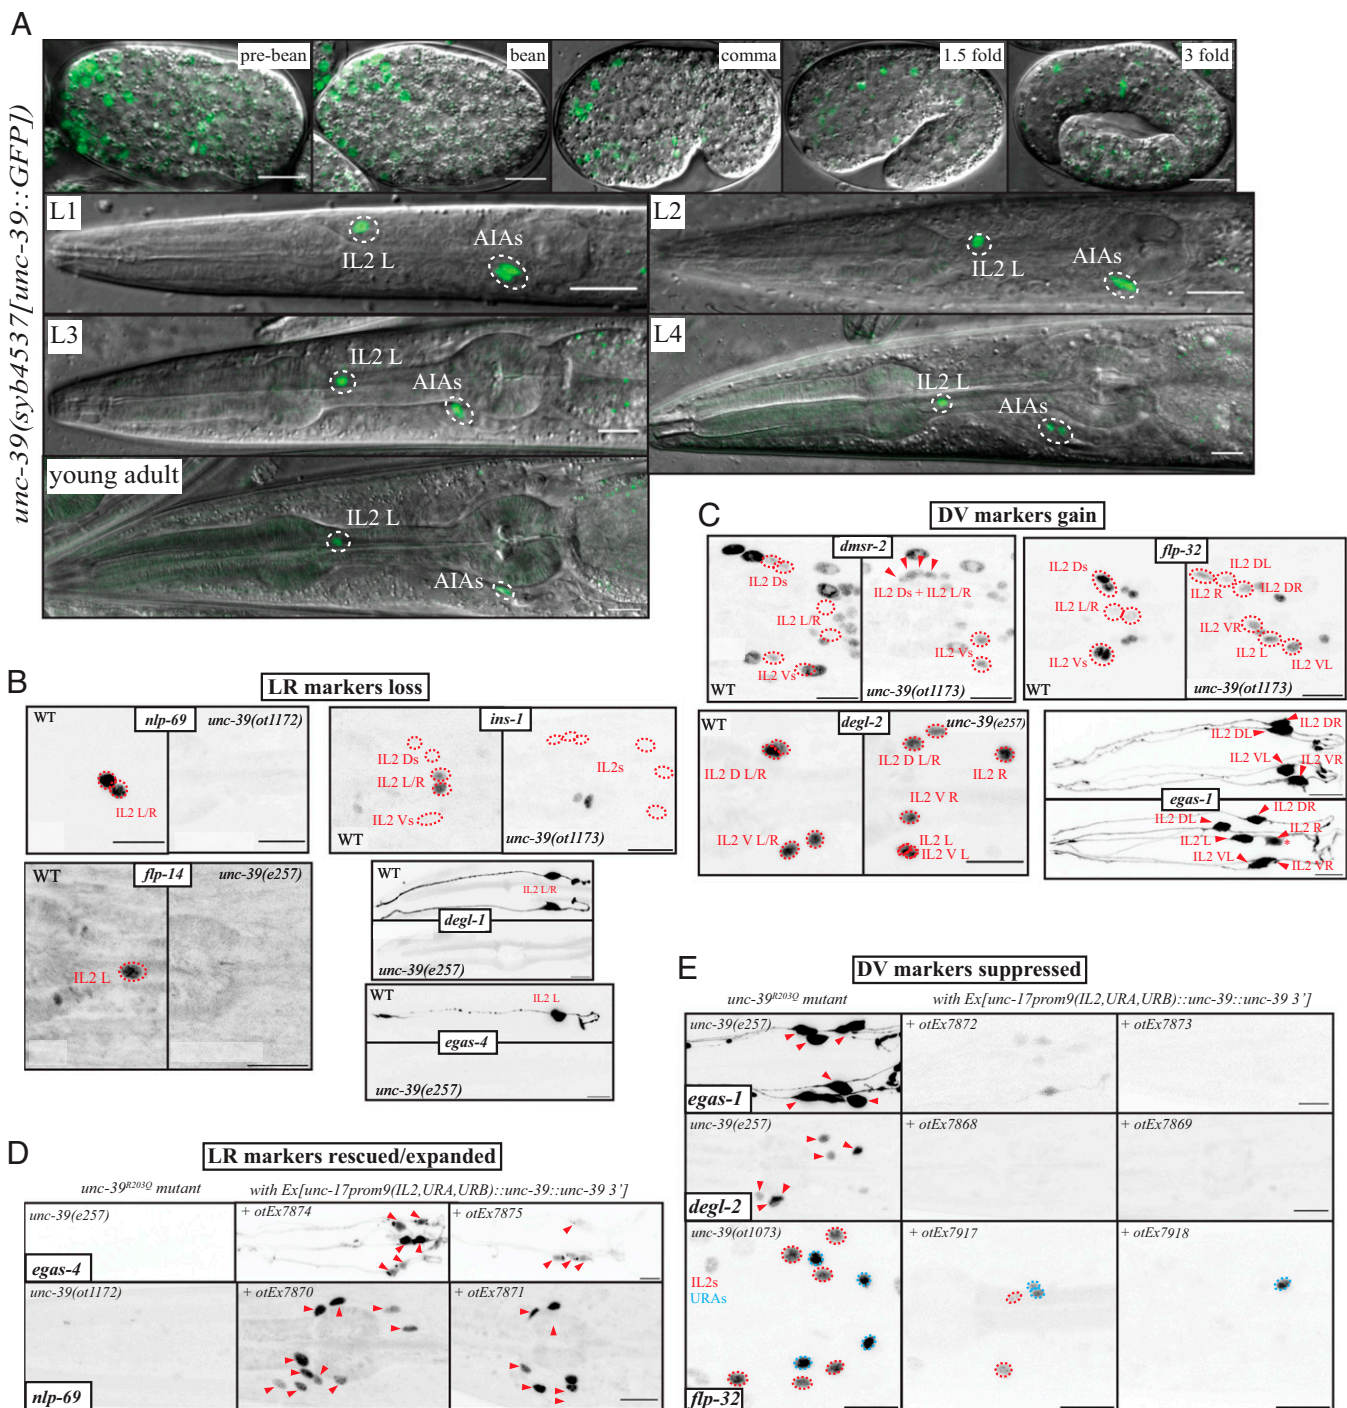 A
unc-39(syb4537[unc-39::GFP])
pre-bean
bean
comma
1.5 fold
3 fold
L1
IL2 L
AIAs
L2
IL2 L
AIAs
L3
IL2 L
AIAs
L4
IL2 L
AIAs
young adult
IL2 L
AIAs
B
LR markers loss
WT
nlp-69
unc-39(ot1172)
IL2 L/R
ins-1
IL2 Ds
IL2 L/R
IL2 Vs
WT
IL2s
unc-39(ot1173)
WT
flp-14
unc-39(e257)
IL2 L
WT
IL2 L/R
degl-1
unc-39(e257)
WT
IL2 L
egas-4
unc-39(e257)
C
DV markers gain
dmsr-2
IL2 Ds
IL2 L/R
IL2 Vs
WT
IL2 Ds + IL2 L/R
IL2 Vs
unc-39(ot1173)
flp-32
IL2 Ds
IL2 L/R
IL2 Vs
WT
IL2 DL
IL2 R
IL2 DR
IL2 VR
IL2 L
IL2 VL
unc-39(ot1173)
WT
degl-2
unc-39(e257)
IL2 D L/R
IL2 V L/R
IL2 D L/R
IL2 R
IL2 V R
IL2 L
IL2 V L
IL2 DR
IL2 DL
IL2 VL
IL2 VR
egas-1
IL2 DR
IL2 DL
IL2 R
IL2 L
*
IL2 VL
IL2 VR
D
LR markers rescued/expanded
unc-39R203Q mutant
with Ex[unc-17prom9(IL2,URA,URB)::unc-39::unc-39 3']
unc-39(e257)
+ otEx7874
+ otEx7875
egas-4
unc-39(ot1172)
+ otEx7870
+ otEx7871
nlp-69
E
DV markers suppressed
unc-39R203Q mutant
with Ex[unc-17prom9(IL2,URA,URB)::unc-39::unc-39 3']
unc-39(e257)
+ otEx7872
+ otEx7873
egas-1
unc-39(e257)
+ otEx7868
+ otEx7869
degl-2
unc-39(ot1073)
+ otEx7917
+ otEx7918
IL2s
URAs
flp-32